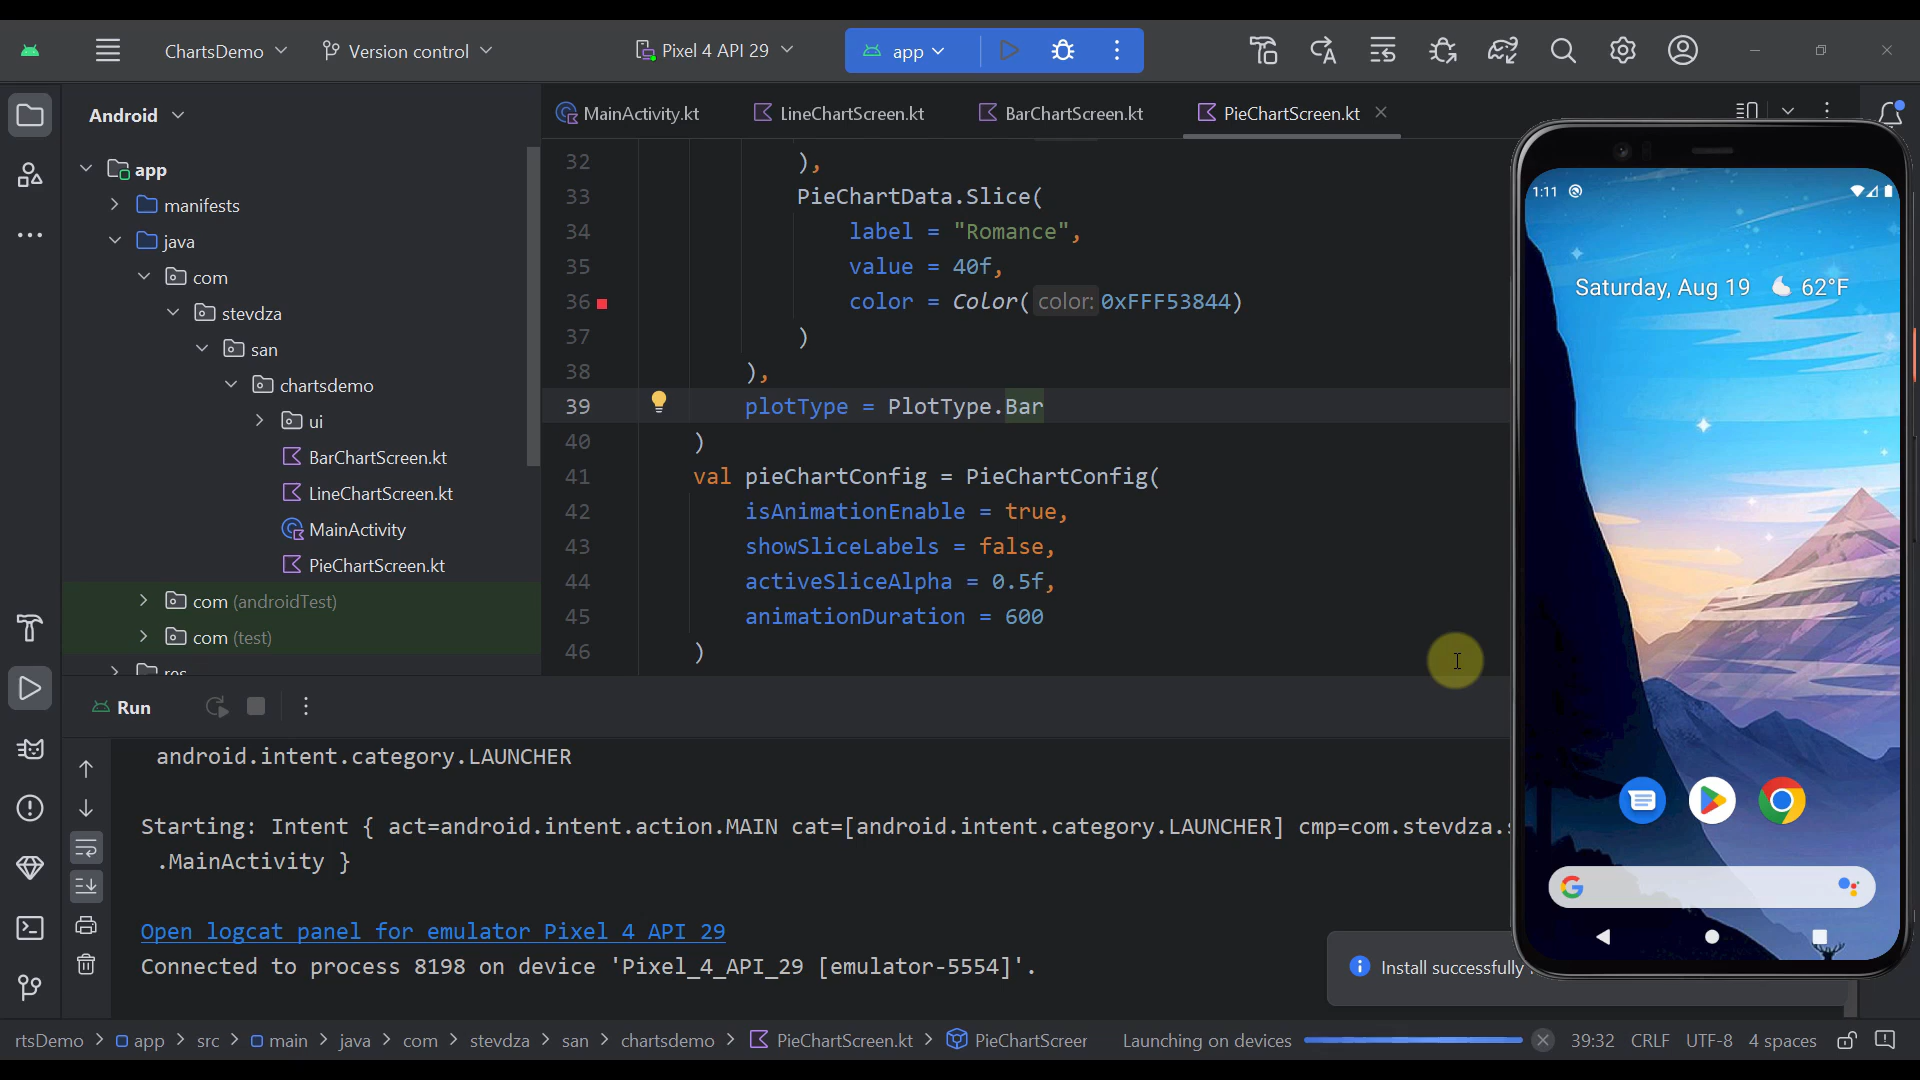 ChartsDemo Version control Pixel 4 API 29 app
Android
app
manifests
java
com
stevdza
san
chartsdemo
ui
BarChartScreen.kt
LineChartScreen.kt
MainActivity
PieChartScreen.kt
com (androidTest)
com (test)
res
MainActivity.kt LineChartScreen.kt BarChartScreen.kt PieChartScreen.kt
32 ),
33 PieChartData.Slice(
34 label = "Romance",
35 value = 40f,
36 color = Color( color: 0xFFF53844)
37 )
38 ),
39 plotType = PlotType.Bar
40 )
41 val pieChartConfig = PieChartConfig(
42 isAnimationEnable = true,
43 showSliceLabels = false,
44 activeSliceAlpha = 0.5f,
45 animationDuration = 600
46 )
1:11
Saturday, Aug 19 62°F
Run
android.intent.category.LAUNCHER
Starting: Intent { act=android.intent.action.MAIN cat=[android.intent.category.LAUNCHER] cmp=com.stevdza.
.MainActivity }
Open logcat panel for emulator Pixel 4 API 29
Connected to process 8198 on device 'Pixel_4_API_29 [emulator-5554]'.
Install successfully
rtsDemo > app > src > main > java > com > stevdza > san > chartsdemo > PieChartScreen.kt > PieChartScreer Launching on devices 39:32 CRLF UTF-8 4 spaces